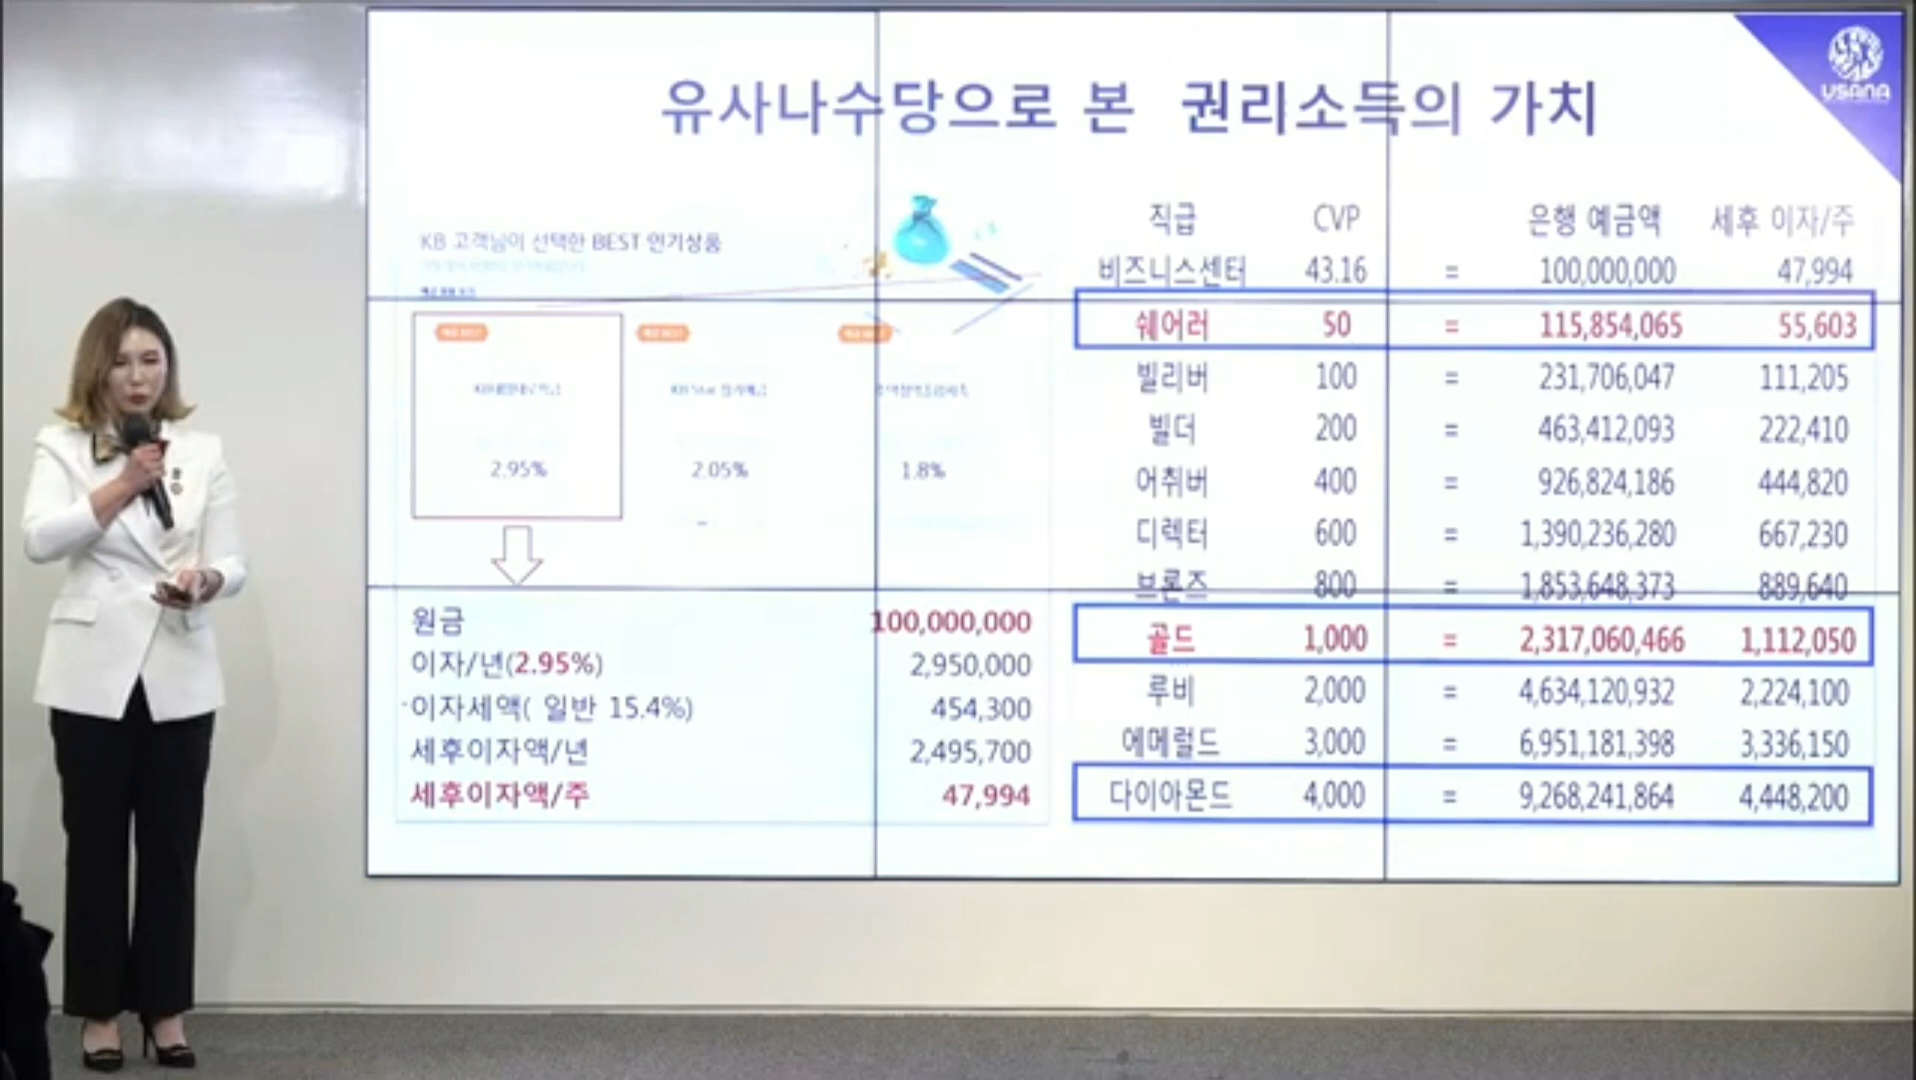 유사나수당으로 본 권리소득의 가치
USANA
KB 고객님이 선택한 BEST 인기상품
2.95%
2.05%
1.8%
원금 100,000,000
이자/년(2.95%) 2,950,000
이자세액( 일반 15.4%) 454,300
세후이자액/년 2,495,700
세후이자액/주 47,994
직급 CVP 은행 예금액 세후 이자/주
비즈니스센터 43.16 = 100,000,000 47,994
쉐어러 50 = 115,854,065 55,603
빌리버 100 = 231,706,047 111,205
빌더 200 = 463,412,093 222,410
어취버 400 = 926,824,186 444,820
디렉터 600 = 1,390,236,280 667,230
브론즈 800 = 1,853,648,373 889,640
골드 1,000 = 2,317,060,466 1,112,050
루비 2,000 = 4,634,120,932 2,224,100
에메럴드 3,000 = 6,951,181,398 3,336,150
다이아몬드 4,000 = 9,268,241,864 4,448,200